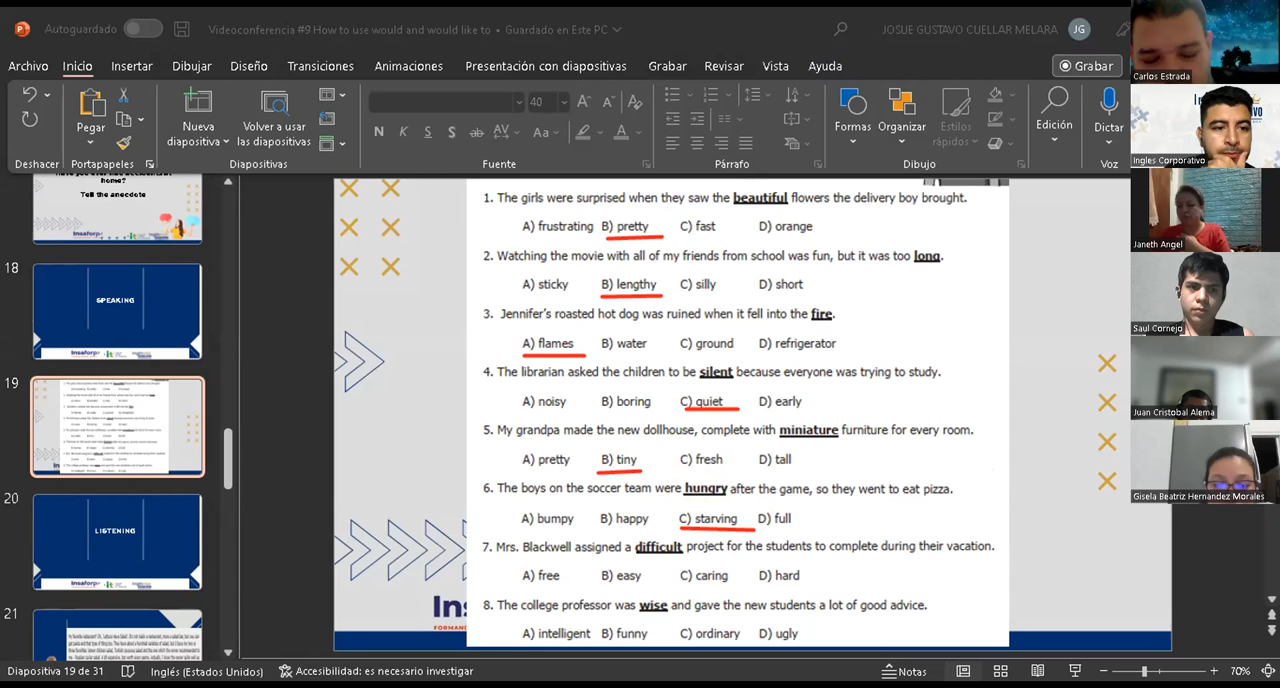 Autoguardado
Videoconferencia #9 How to use would and would like to • Guardado en Este PC
JOSUE GUSTAVO CUELLAR MELARA
JG
Archivo Inicio Insertar Dibujar Diseño Transiciones Animaciones Presentación con diapositivas Grabar Revisar Vista Ayuda
Grabar
Pegar
Nueva diapositiva
Volver a usar las diapositivas
40
N K S S ab AV Aa A
Formas Organizar Estilos rápidos
Edición
Dictar
Deshacer Portapapeles Diapositivas Fuente Párrafo Dibujo Voz
home?
Tell the anecdote
18
SPEAKING
19
20
LISTENING
21
1. The girls were surprised when they saw the beautiful flowers the delivery boy brought.
A) frustrating B) pretty C) fast D) orange
2. Watching the movie with all of my friends from school was fun, but it was too long.
A) sticky B) lengthy C) silly D) short
3. Jennifer's roasted hot dog was ruined when it fell into the fire.
A) flames B) water C) ground D) refrigerator
4. The librarian asked the children to be silent because everyone was trying to study.
A) noisy B) boring C) quiet D) early
5. My grandpa made the new dollhouse, complete with miniature furniture for every room.
A) pretty B) tiny C) fresh D) tall
6. The boys on the soccer team were hungry after the game, so they went to eat pizza.
A) bumpy B) happy C) starving D) full
7. Mrs. Blackwell assigned a difficult project for the students to complete during their vacation.
A) free B) easy C) caring D) hard
8. The college professor was wise and gave the new students a lot of good advice.
A) intelligent B) funny C) ordinary D) ugly
Carlos Estrada
Ingles Corporativo
Janeth Angel
Saul Cornejo
Juan Cristobal Alema
Gisela Beatriz Hernandez Morales
Diapositiva 19 de 31
Inglés (Estados Unidos)
Accesibilidad: es necesario investigar
Notas
70%